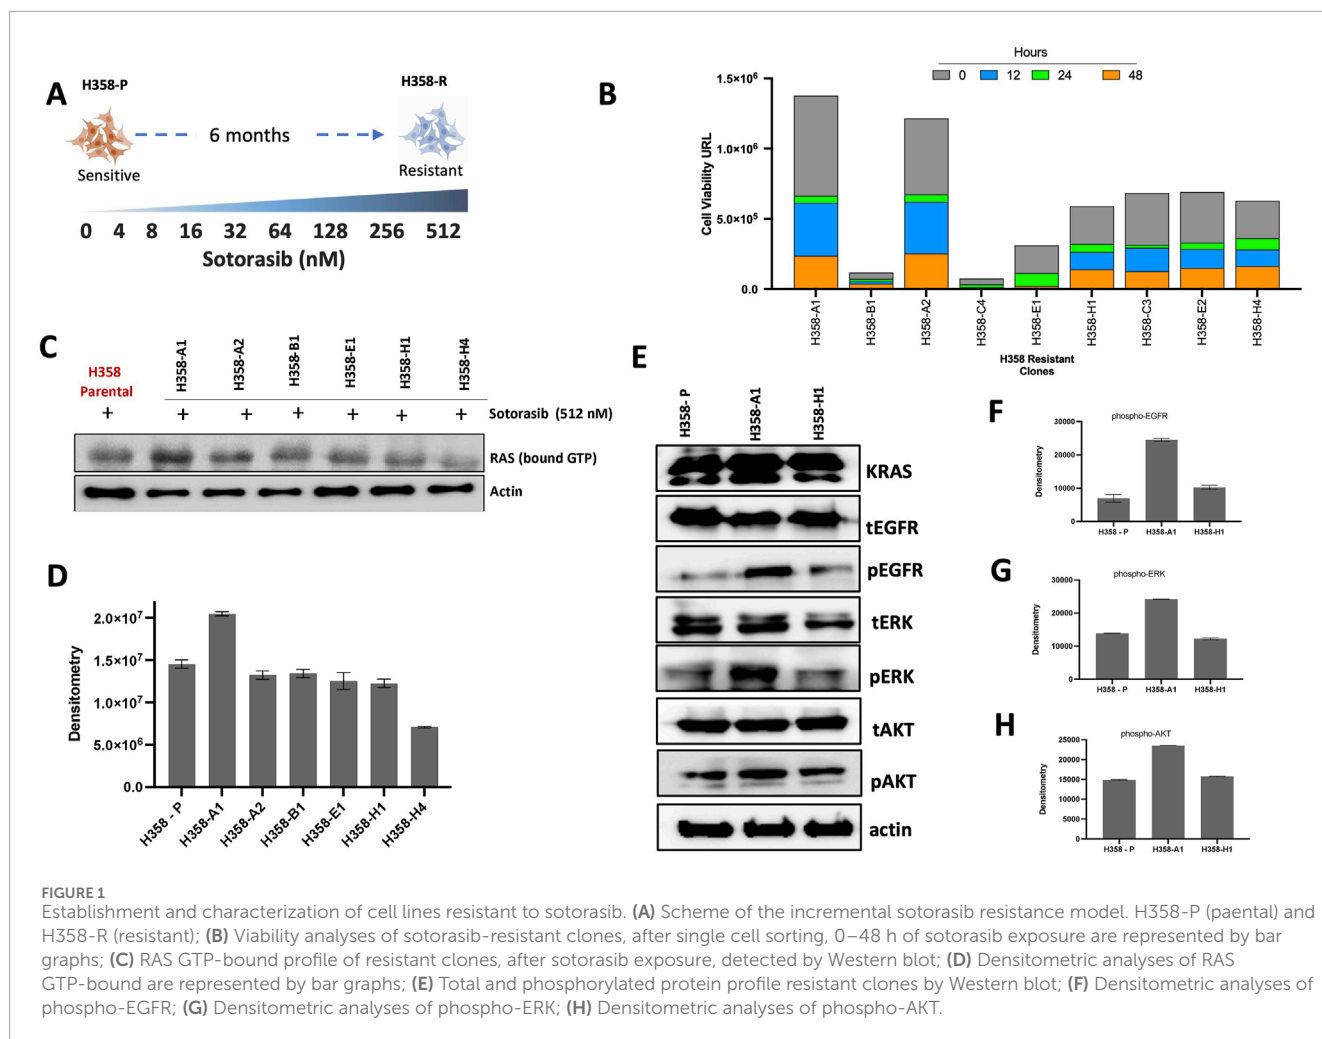 A
H358-P
H358-R
6 months
Sensitive
Resistant
0 4 8 16 32 64 128 256 512
Sotorasib (nM)
B
Hours
0 12 24 48
Cell Viability URL
1.5×10⁶
1.0×10⁶
5.0×10⁵
0.0
H358-A1
H358-B1
H358-A2
H358-C4
H358-E1
H358-H1
H358-C3
H358-E2
H358-H4
H358 Resistant
Clones
C
H358
Parental
H358-A1
H358-A2
H358-B1
H358-E1
H358-H1
H358-H4
+ + + + + + + Sotorasib (512 nM)
RAS (bound GTP)
Actin
D
Densitometry
2.0×10⁷
1.5×10⁷
1.0×10⁷
5.0×10⁶
0.0
H358 - P
H358-A1
H358-A2
H358-B1
H358-E1
H358-H1
H358-H4
E
H358- P
H358-A1
H358-H1
KRAS
tEGFR
pEGFR
tERK
pERK
tAKT
pAKT
actin
F
phospho-EGFR
Densitometry
30000
20000
10000
0
H358 - P H358-A1 H358-H1
G
phospho-ERK
Densitometry
30000
20000
10000
0
H358 - P H358-A1 H358-H1
H
phospho-AKT
Densitometry
25000
20000
15000
10000
5000
0
H358 - P H358-A1 H358-H1
FIGURE 1
Establishment and characterization of cell lines resistant to sotorasib. (A) Scheme of the incremental sotorasib resistance model. H358-P (paental) and
H358-R (resistant); (B) Viability analyses of sotorasib-resistant clones, after single cell sorting, 0–48 h of sotorasib exposure are represented by bar
graphs; (C) RAS GTP-bound profile of resistant clones, after sotorasib exposure, detected by Western blot; (D) Densitometric analyses of RAS
GTP-bound are represented by bar graphs; (E) Total and phosphorylated protein profile resistant clones by Western blot; (F) Densitometric analyses of
phospho-EGFR; (G) Densitometric analyses of phospho-ERK; (H) Densitometric analyses of phospho-AKT.